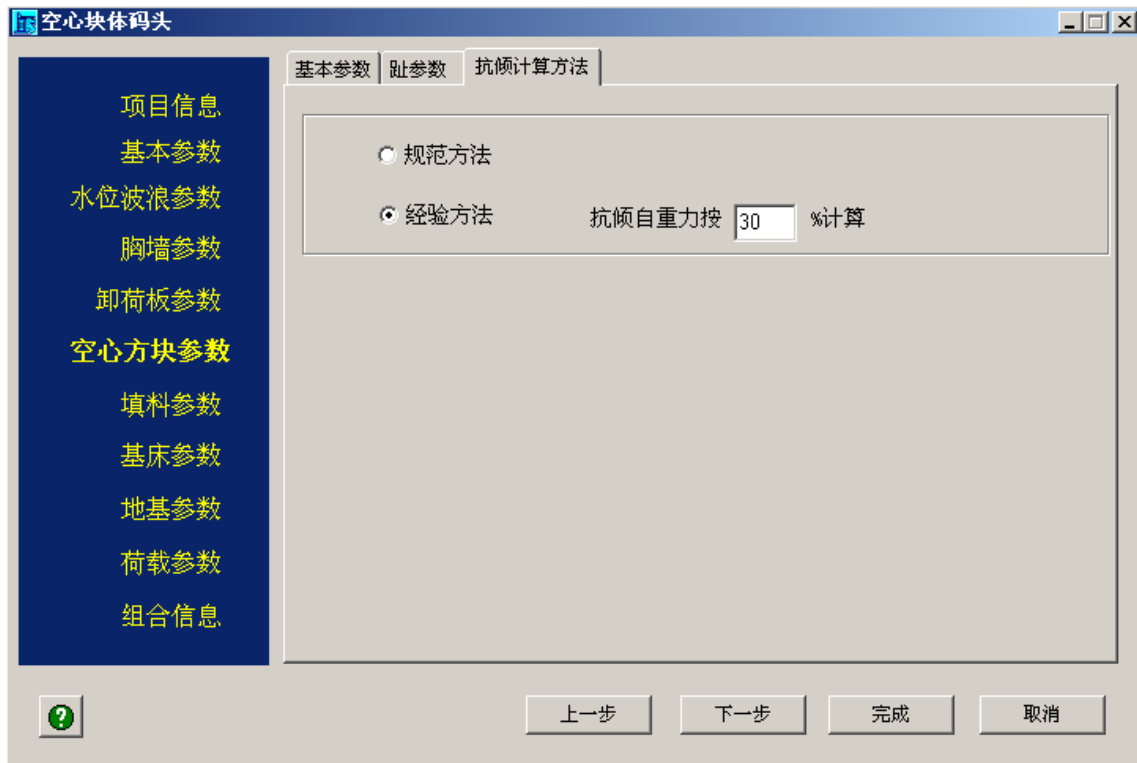 空心块体码头
项目信息
基本参数
水位波浪参数
胸墙参数
卸荷板参数
空心方块参数
填料参数
基床参数
地基参数
荷载参数
组合信息
基本参数 趾参数 抗倾计算方法
规范方法
经验方法 抗倾自重力按 30 %计算
上一步 下一步 完成 取消